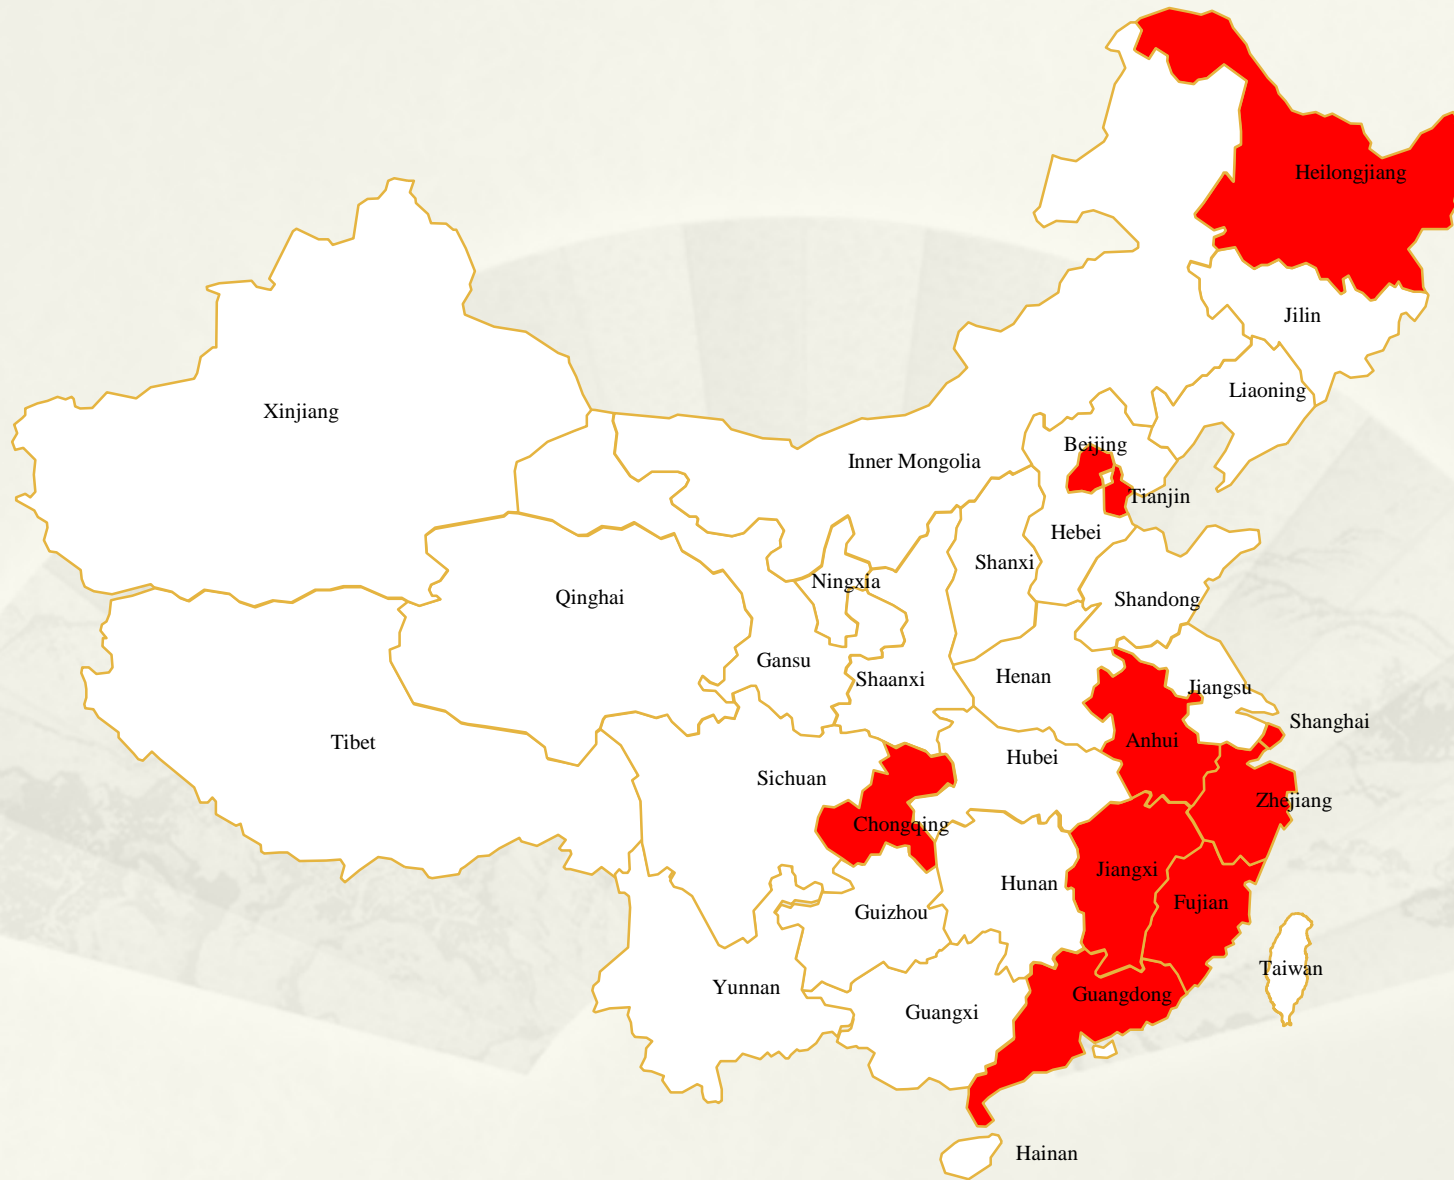 Heilongjiang
Jilin
Liaoning
Xinjiang
Beijing
Inner Mongolia
Tianjin
Hebei
Shanxi
Ningxia
Qinghai
Shandong
Gansu
Shaanxi
Henan
Jiangsu
Shanghai
Tibet
Anhui
Hubei
Sichuan
Zhejiang
Chongqing
Jiangxi
Hunan
Fujian
Guizhou
Taiwan
Yunnan
Guangdong
Guangxi
Hainan